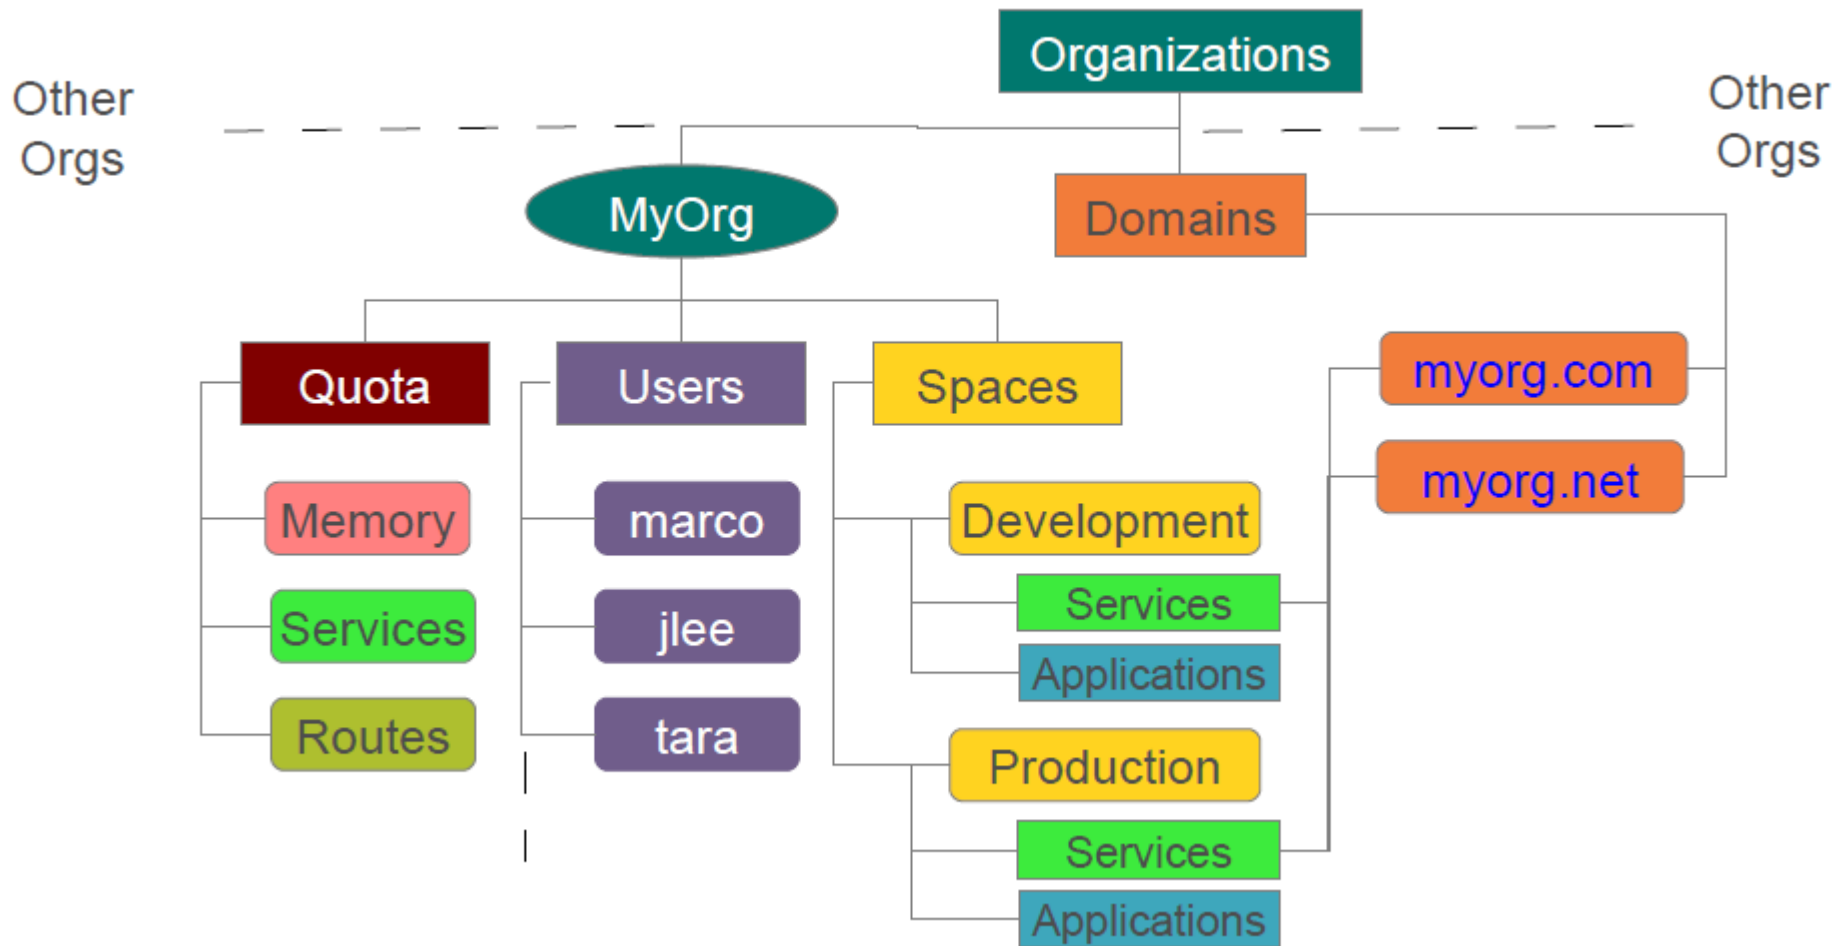 Organizations
Other
Orgs
Other
Orgs
MyOrg
Domains
Quota
Users
Spaces
myorg.com
myorg.net
Memory
marco
Development
Services
jlee
Services
Applications
Routes
tara
Production
Services
Applications